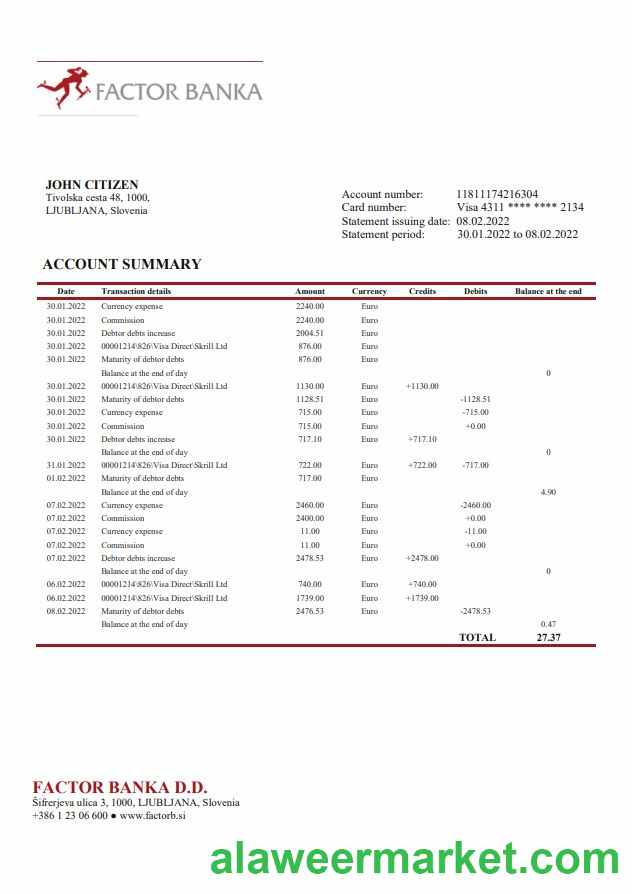 FACTOR BANKA
JOHN CITIZEN
Tivolska cesta 48, 1000,
LJUBLJANA, Slovenia
Account number: 11811174216304
Card number: Visa 4311 **** **** 2134
Statement issuing date: 08.02.2022
Statement period: 30.01.2022 to 08.02.2022
ACCOUNT SUMMARY
Date Transaction details Amount Currency Credits Debits Balance at the end
30.01.2022 Currency expense 2240.00 Euro
30.01.2022 Commission 2240.00 Euro
30.01.2022 Debtor debts increase 2004.51 Euro
30.01.2022 00001214\826\Visa Direct\Skrill Ltd 876.00 Euro
30.01.2022 Maturity of debtor debts 876.00 Euro
Balance at the end of day 0
30.01.2022 00001214\826\Visa Direct\Skrill Ltd 1130.00 Euro +1130.00
30.01.2022 Maturity of debtor debts 1128.51 Euro -1128.51
30.01.2022 Currency expense 715.00 Euro -715.00
30.01.2022 Commission 715.00 Euro +0.00
30.01.2022 Debtor debts increase 717.10 Euro +717.10
Balance at the end of day 0
31.01.2022 00001214\826\Visa Direct\Skrill Ltd 722.00 Euro +722.00 -717.00
01.02.2022 Maturity of debtor debts 717.00 Euro
Balance at the end of day 4.90
07.02.2022 Currency expense 2460.00 Euro -2460.00
07.02.2022 Commission 2400.00 Euro +0.00
07.02.2022 Currency expense 11.00 Euro -11.00
07.02.2022 Commission 11.00 Euro +0.00
07.02.2022 Debtor debts increase 2478.53 Euro +2478.00
Balance at the end of day 0
06.02.2022 00001214\826\Visa Direct\Skrill Ltd 740.00 Euro +740.00
06.02.2022 00001214\826\Visa Direct\Skrill Ltd 1739.00 Euro +1739.00
08.02.2022 Maturity of debtor debts 2476.53 Euro -2478.53
Balance at the end of day 0.47
TOTAL 27.37
FACTOR BANKA D.D.
Šifrerjeva ulica 3, 1000, LJUBLJANA, Slovenia
+386 1 23 06 600 ● www.factorb.si
alaweermarket.com